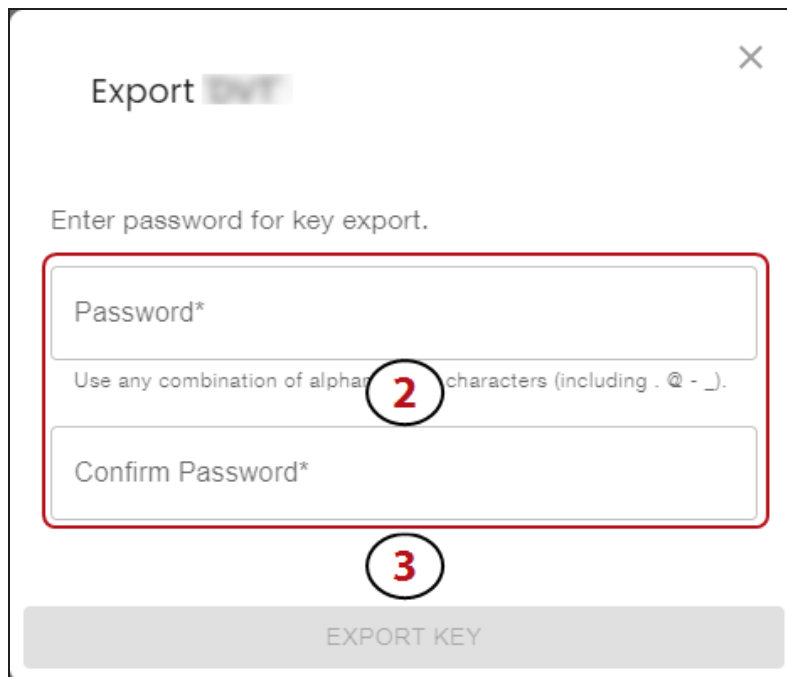 Export
Enter password for key export.
Password*
Use any combination of characters (including . @ - _).
2
Confirm Password*
3
EXPORT KEY